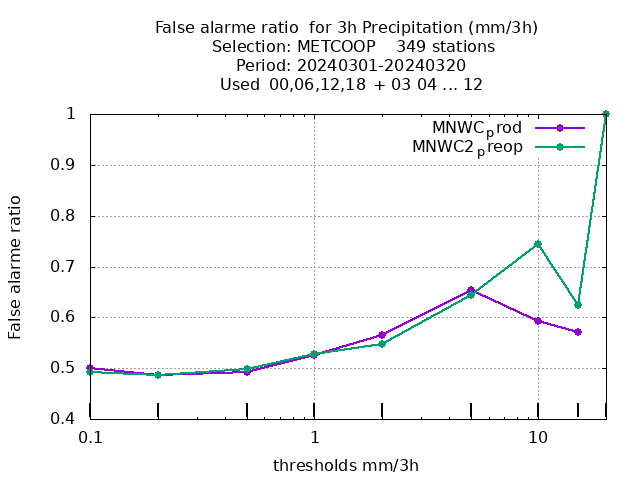 False alarme ratio  for 3h Precipitation (mm/3h)
Selection: METCOOP    349 stations
Period: 20240301-20240320
Used  00,06,12,18  + 03 04 ... 12
MNWCprod
MNWC2preop
1
0.9
0.8
0.7
0.6
0.5
0.4
False alarme ratio
0.1
1
10
thresholds mm/3h